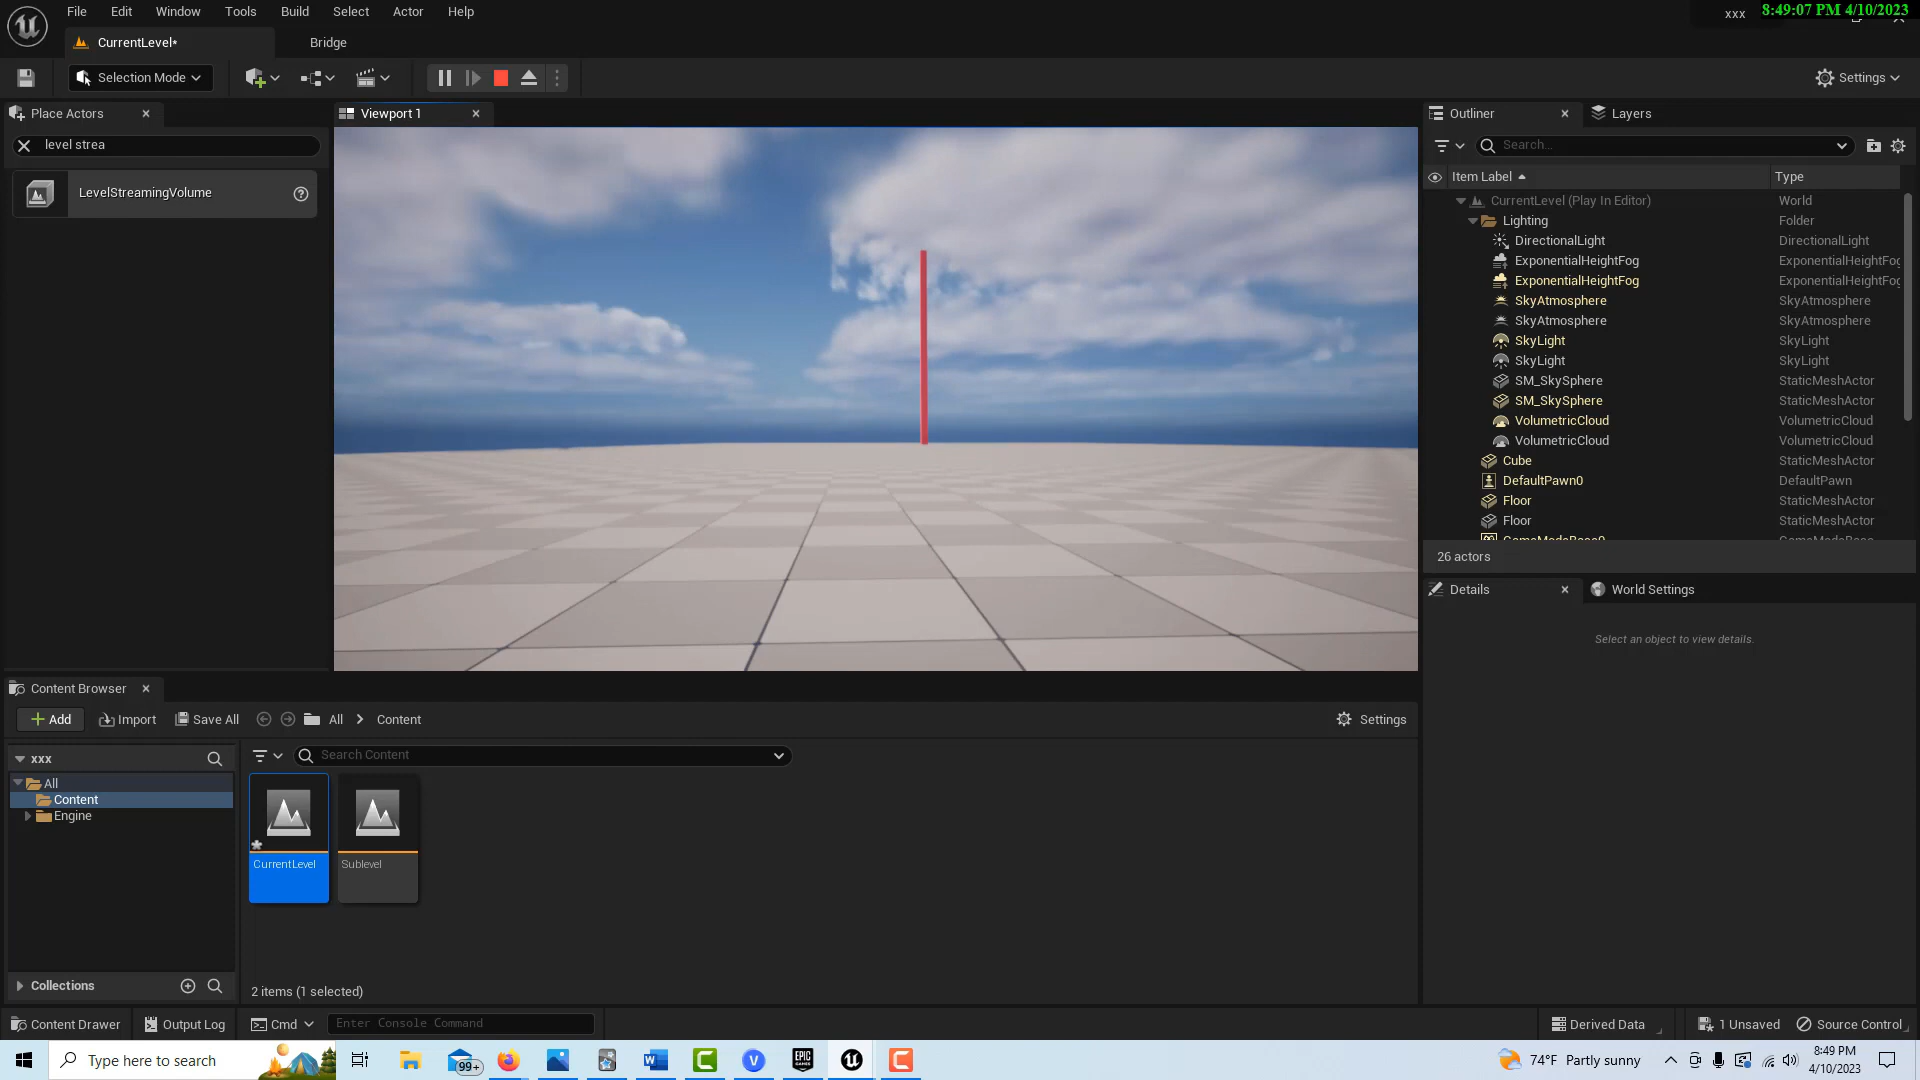 File Edit Window Tools Build Select Actor Help
xxx
8:49:07 PM 4/10/2023
CurrentLevel*
Bridge
Selection Mode
Settings
Place Actors
Viewport 1
Outliner
Layers
level strea
Search...
Item Label
Type
LevelStreamingVolume
CurrentLevel (Play In Editor) World
Lighting Folder
DirectionalLight DirectionalLight
ExponentialHeightFog ExponentialHeightFog
ExponentialHeightFog ExponentialHeightFog
SkyAtmosphere SkyAtmosphere
SkyAtmosphere SkyAtmosphere
SkyLight SkyLight
SkyLight SkyLight
SM_SkySphere StaticMeshActor
SM_SkySphere StaticMeshActor
VolumetricCloud VolumetricCloud
VolumetricCloud VolumetricCloud
Cube StaticMeshActor
DefaultPawn0 DefaultPawn
Floor StaticMeshActor
Floor StaticMeshActor
GameModeBase0 GameModeBase
26 actors
Details
World Settings
Select an object to view details.
Content Browser
Add
Import
Save All
All
Content
Settings
xxx
Search Content
All
Content
Engine
CurrentLevel
Sublevel
Collections
2 items (1 selected)
Content Drawer
Output Log
Cmd
Enter Console Command
Derived Data
1 Unsaved
Source Control
Type here to search
99+
EPIC
GAMES
74°F Partly sunny
8:49 PM
4/10/2023